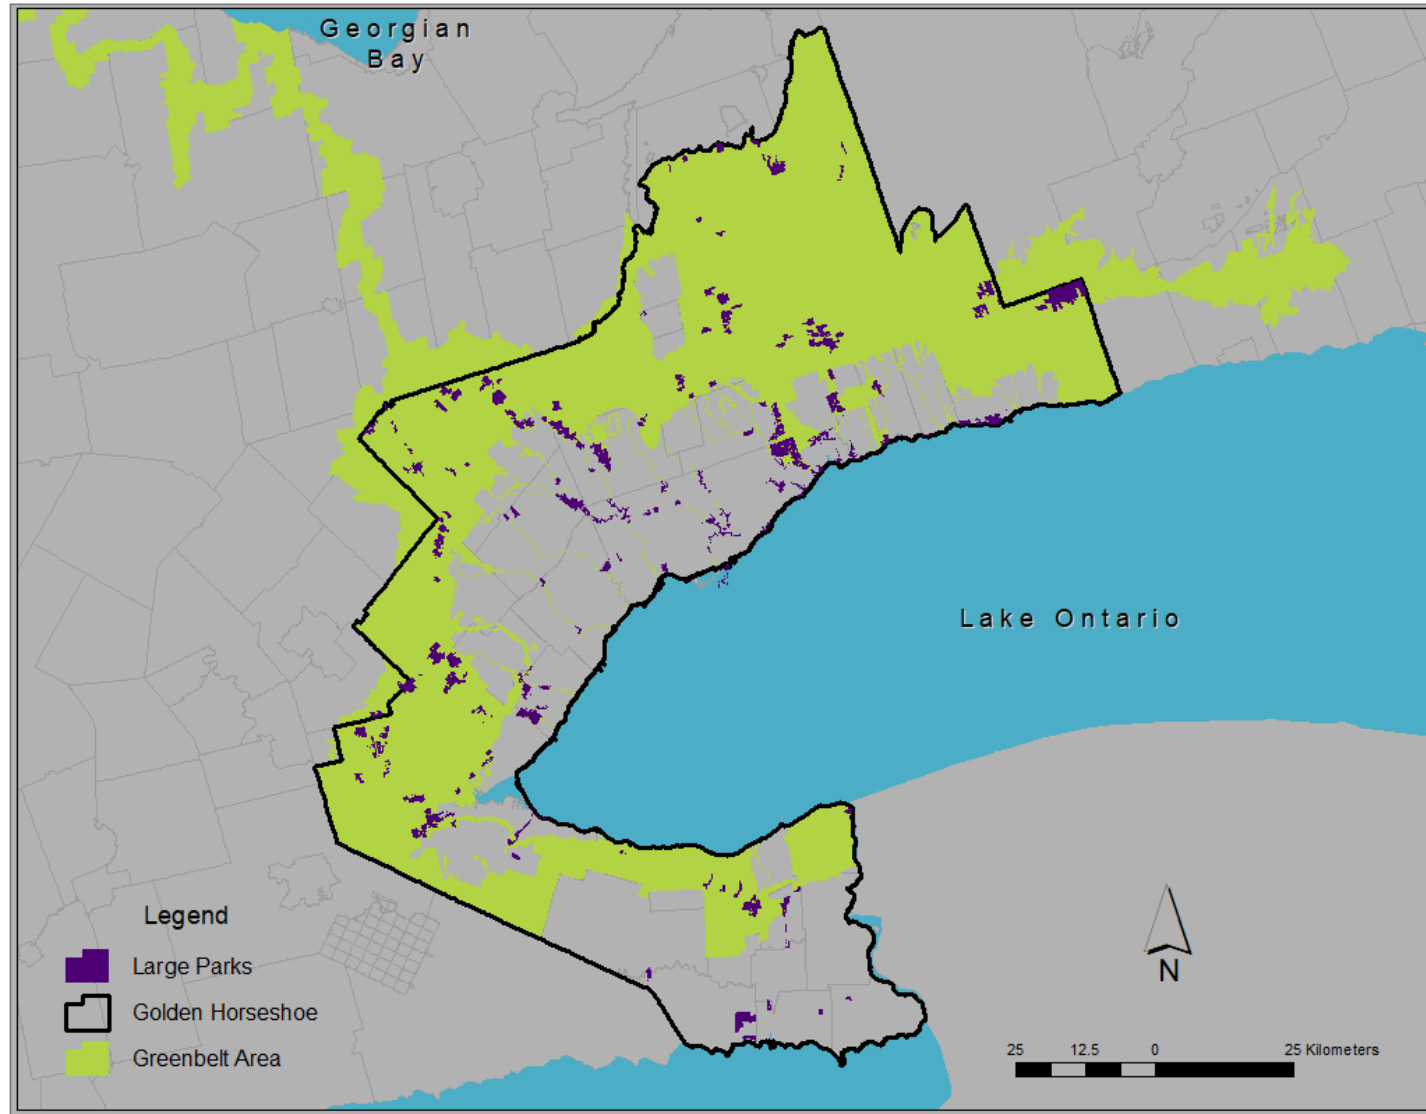 Georgian
Bay
Lake Ontario
Legend
Large Parks
Golden Horseshoe
Greenbelt Area
N
25 12.5 0 25 Kilometers